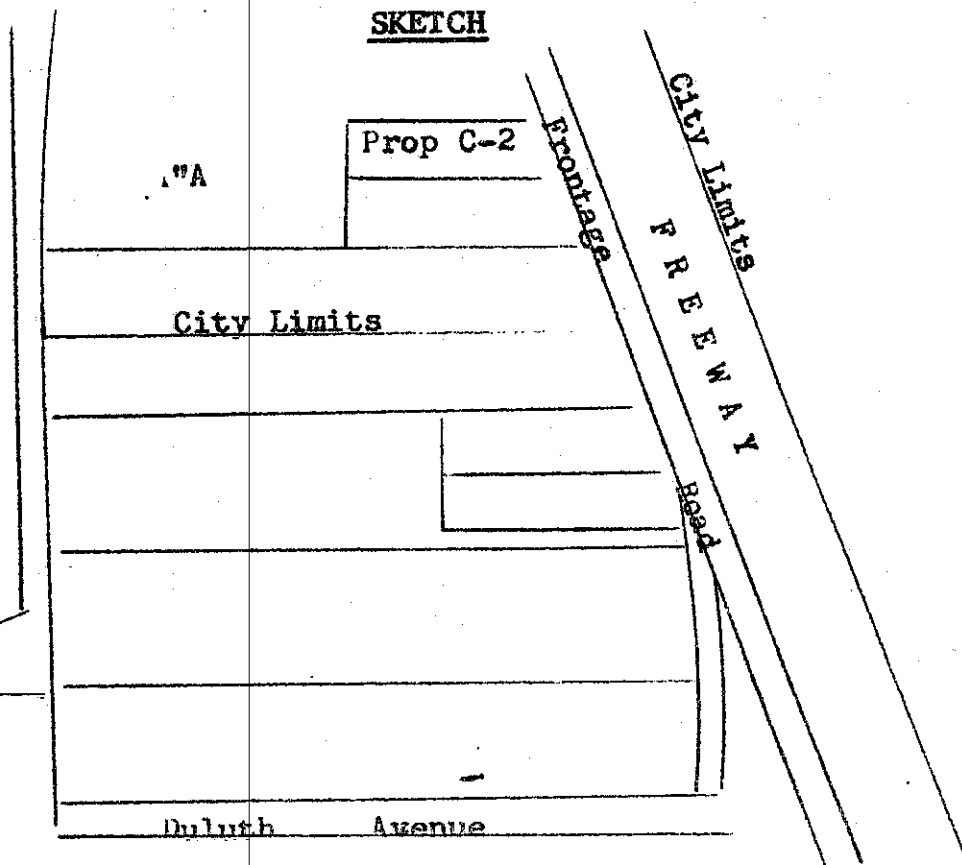 SKETCH
Prop C-2
"A
City Limits
Frontage
Road
FREEWAY
City Limits
Duluth Avenue